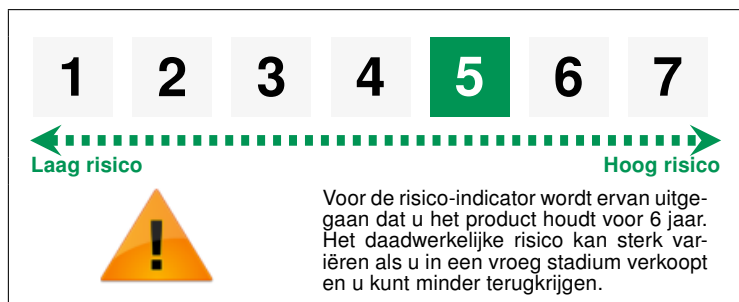 1 2 3 4 5 6 7
Laag risico Hoog risico
!
Voor de risico-indicator wordt ervan uitge-
gaan dat u het product houdt voor 6 jaar.
Het daadwerkelijke risico kan sterk var-
iëren als u in een vroeg stadium verkoopt
en u kunt minder terugkrijgen.